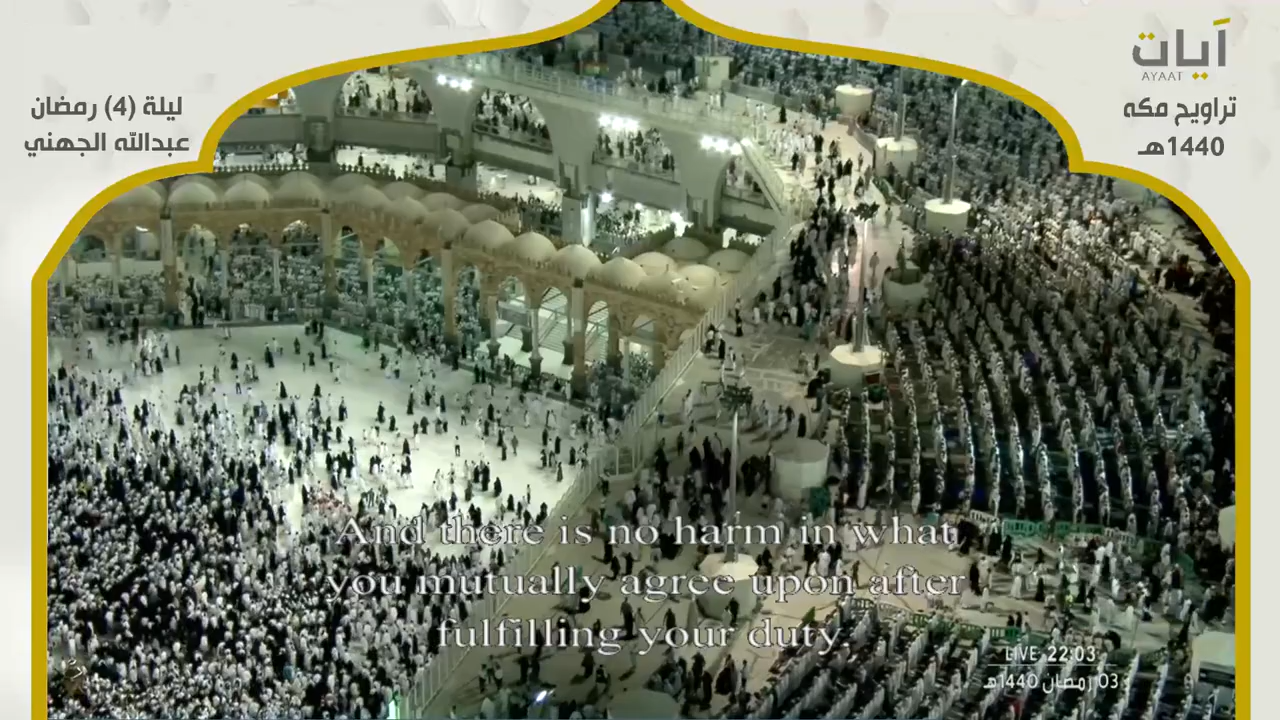 آيات
AYAAT
تراويح مكه
1440هـ
ليلة (4) رمضان
عبدالله الجهني
And there is no harm in what
you mutually agree upon after
fulfilling your duty.
LIVE 22:03
03 رمضان 1440هـ